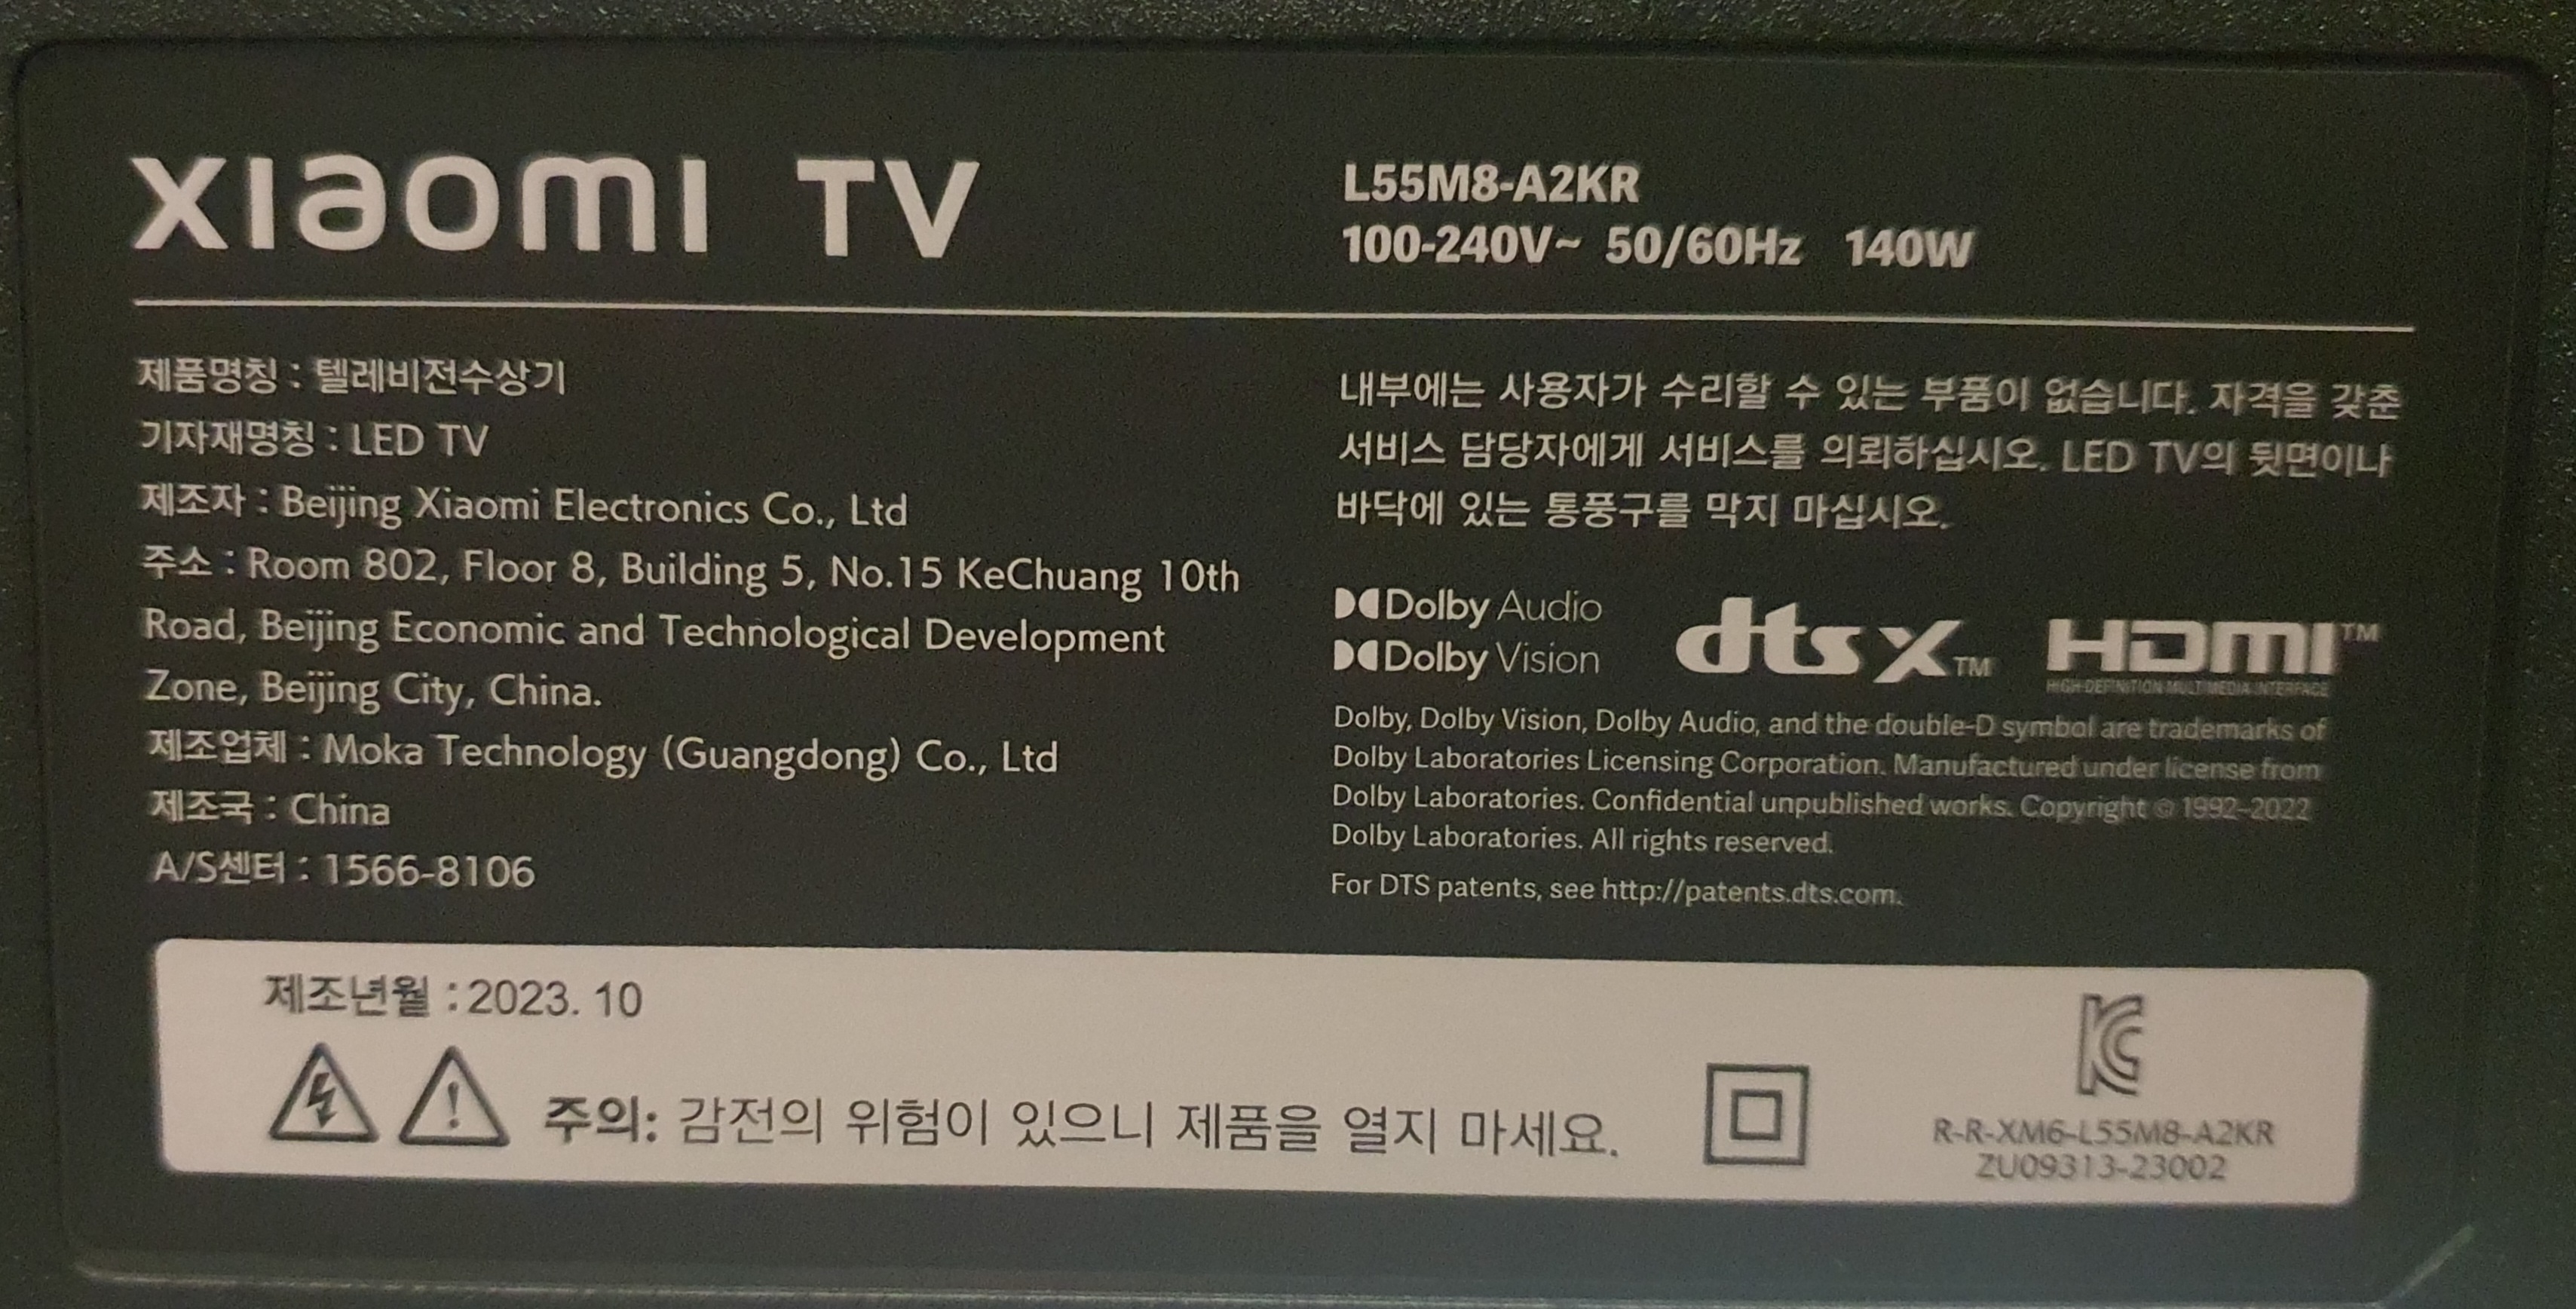 xiaomi TV
L55M8-A2KR
100-240V~ 50/60Hz 140W
제품명칭 : 텔레비전수상기
기자재명칭 : LED TV
제조자 : Beijing Xiaomi Electronics Co., Ltd
주소 : Room 802, Floor 8, Building 5, No.15 KeChuang 10th
Road, Beijing Economic and Technological Development
Zone, Beijing City, China.
제조업체 : Moka Technology (Guangdong) Co., Ltd
제조국 : China
A/S센터 : 1566-8106
내부에는 사용자가 수리할 수 있는 부품이 없습니다. 자격을 갖춘
서비스 담당자에게 서비스를 의뢰하십시오. LED TV의 뒷면이나
바닥에 있는 통풍구를 막지 마십시오.
Dolby Audio
Dolby Vision
dts X™
HDMI™
HIGH-DEFINITION MULTIMEDIA INTERFACE
Dolby, Dolby Vision, Dolby Audio, and the double-D symbol are trademarks of
Dolby Laboratories Licensing Corporation. Manufactured under license from
Dolby Laboratories. Confidential unpublished works. Copyright © 1992-2022
Dolby Laboratories. All rights reserved.
For DTS patents, see http://patents.dts.com.
제조년월 :2023. 10
주의: 감전의 위험이 있으니 제품을 열지 마세요.
KC
R-R-XM6-L55M8-A2KR
ZU09313-23002